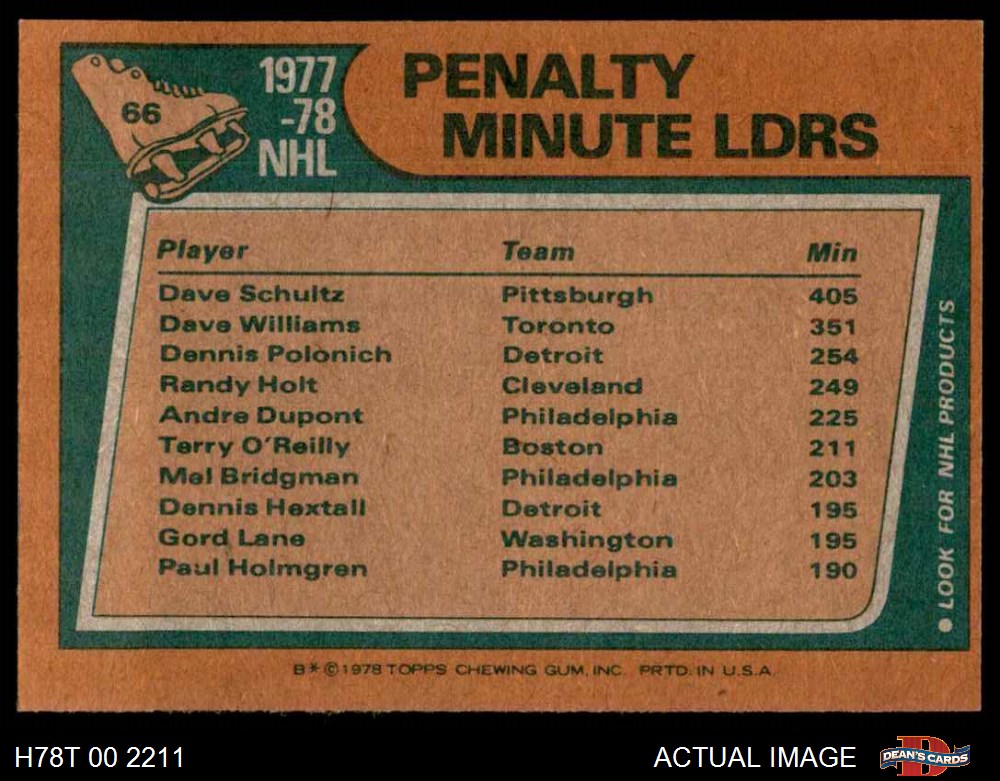 66
1977
-78
NHL
PENALTY
MINUTE LDRS
Player Team Min
Dave Schultz Pittsburgh 405
Dave Williams Toronto 351
Dennis Polonich Detroit 254
Randy Holt Cleveland 249
Andre Dupont Philadelphia 225
Terry O'Reilly Boston 211
Mel Bridgman Philadelphia 203
Dennis Hextall Detroit 195
Gord Lane Washington 195
Paul Holmgren Philadelphia 190
● LOOK FOR NHL PRODUCTS
B*©1978 TOPPS CHEWING GUM, INC. PRTD. IN U.S.A.
H78T 00 2211 ACTUAL IMAGE DEAN'S CARDS